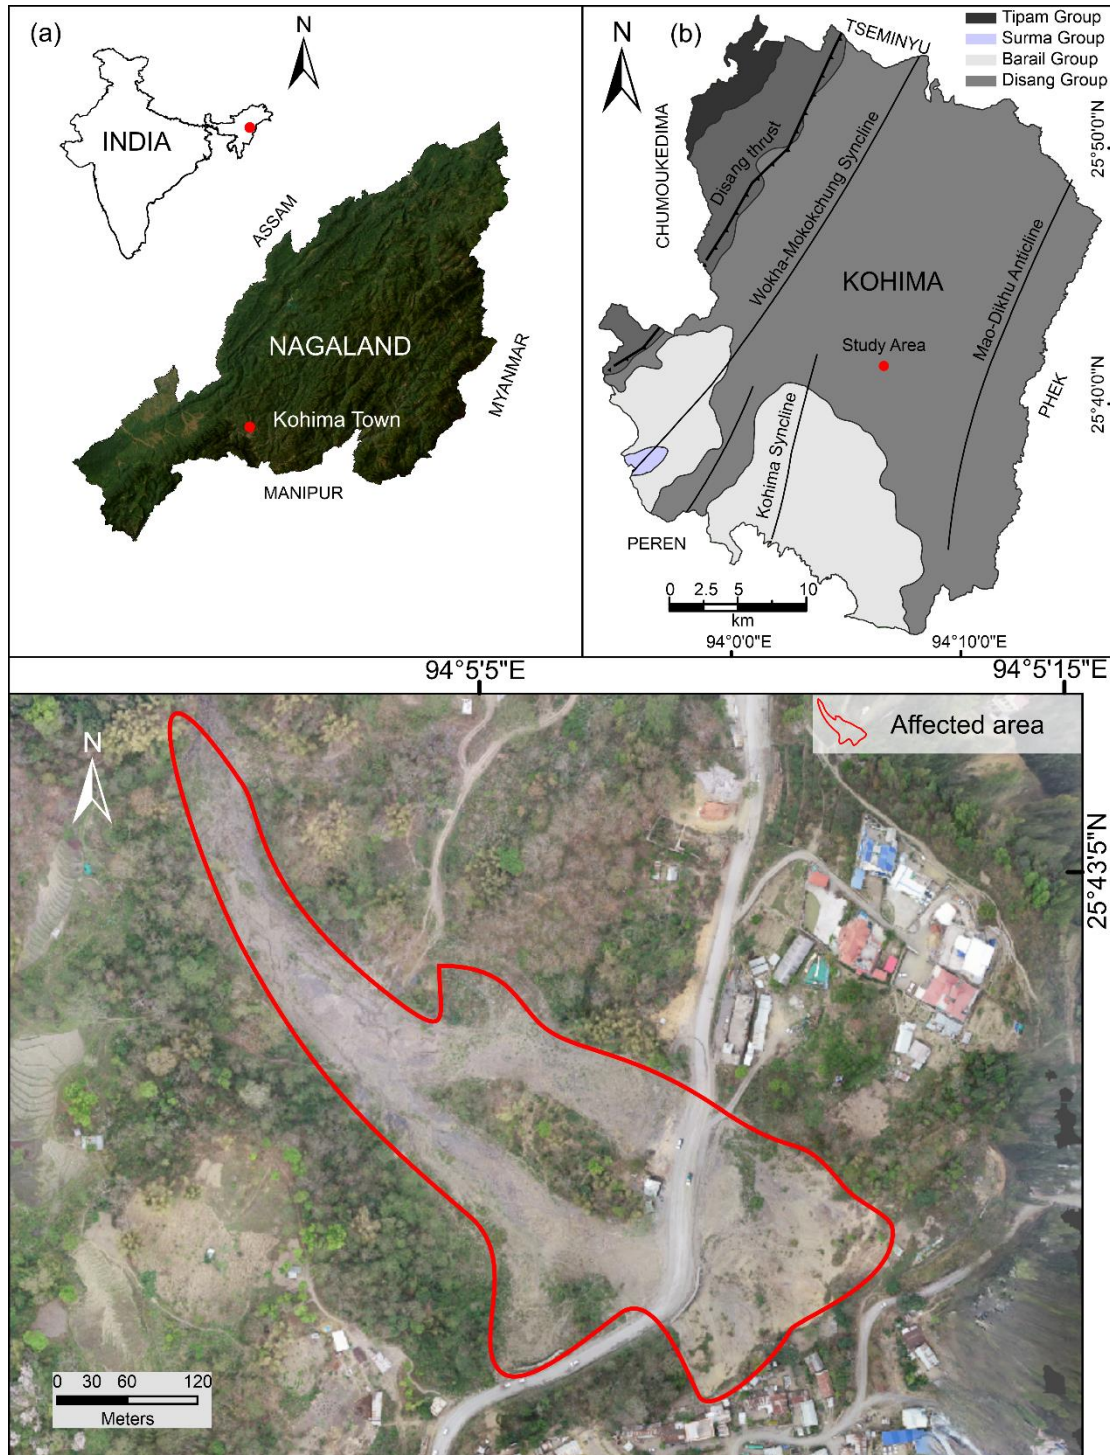 (a)
N
INDIA
ASSAM
NAGALAND
MYANMAR
Kohima Town
MANIPUR
(b)
N
TSEMINYU
Tipam Group
Surma Group
Barail Group
Disang Group
CHUMOUKEDIMA
Disang thrust
Wokha-Mokokchung Syncline
25°50'0"N
KOHIMA
Mao-Dikhu Anticline
Study Area
PHEK
25°40'0"N
Kohima Syncline
PEREN
0 2.5 5 10
km
94°0'0"E 94°10'0"E
94°5'5"E 94°5'15"E
Affected area
N
25°43'5"N
0 30 60 120
Meters